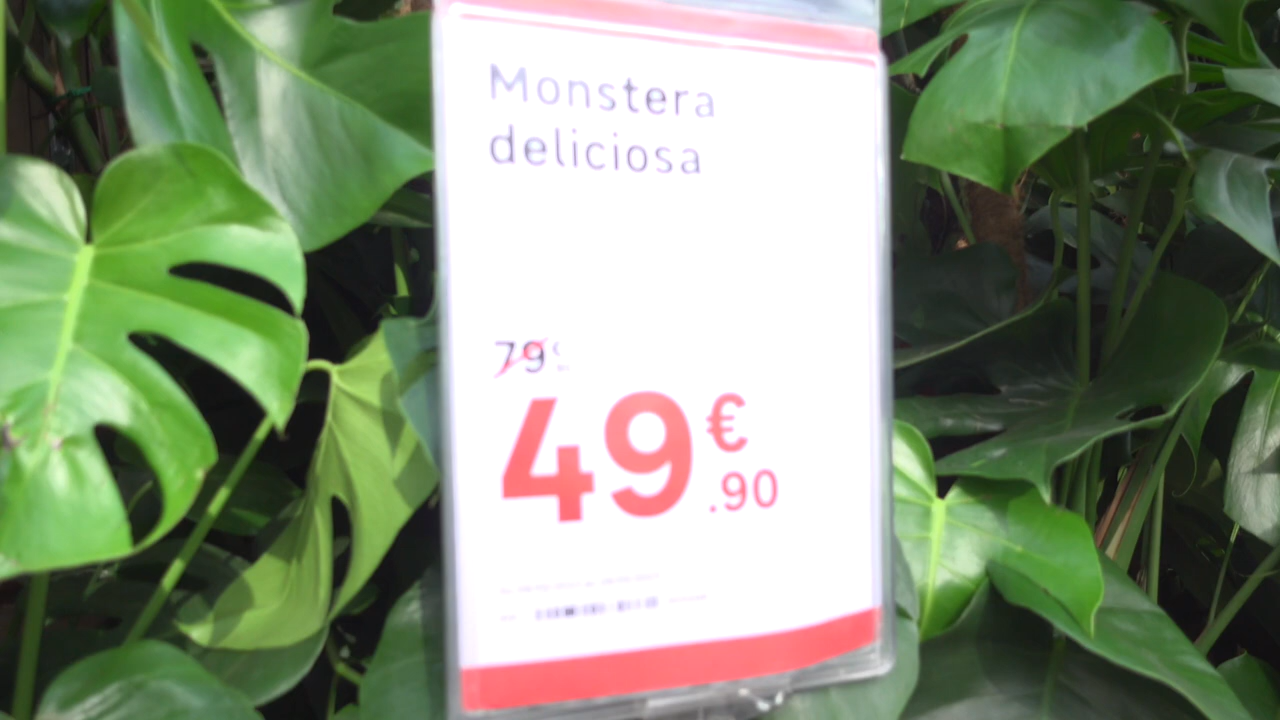 Monstera
deliciosa
79 €
49 €
.90